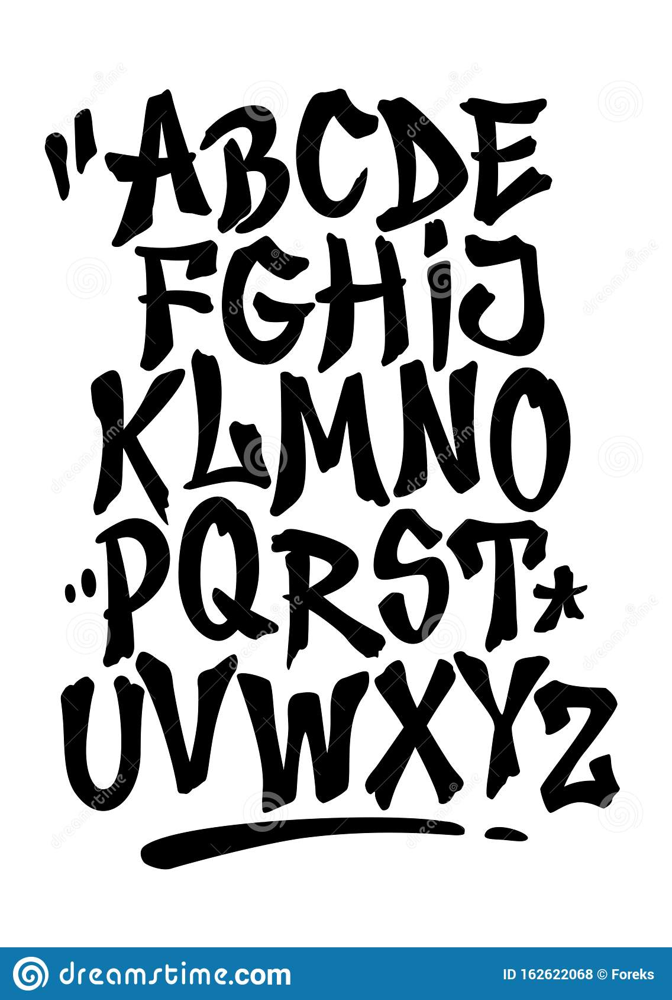 "ABCDE
FGHiJ
KLMNO
"PQRST*
UVWXYZ
dreamstime.com
ID 162622068 © Foreks